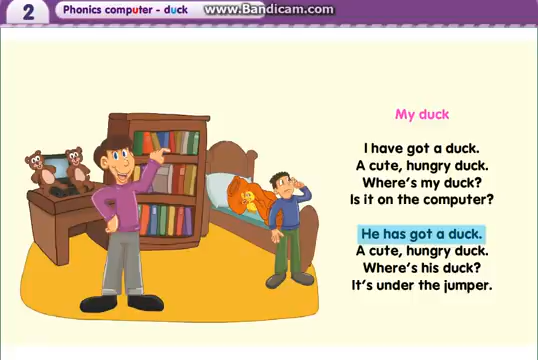 2
Phonics computer - duck
www.Bandicam.com
My duck
I have got a duck.
A cute, hungry duck.
Where's my duck?
Is it on the computer?
He has got a duck.
A cute, hungry duck.
Where's his duck?
It's under the jumper.